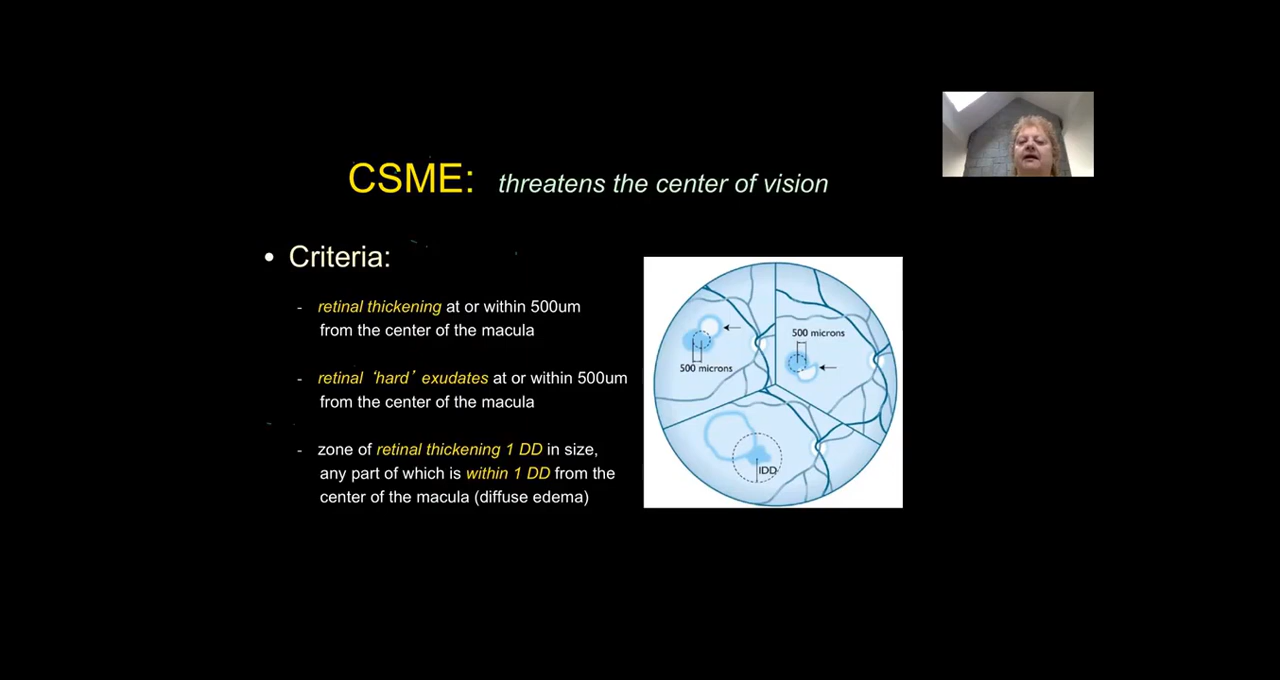 CSME: threatens the center of vision
• Criteria:
- retinal thickening at or within 500um
from the center of the macula
- retinal ‘hard’ exudates at or within 500um
from the center of the macula
- zone of retinal thickening 1 DD in size,
any part of which is within 1 DD from the
center of the macula (diffuse edema)
500 microns
500 microns
IDD